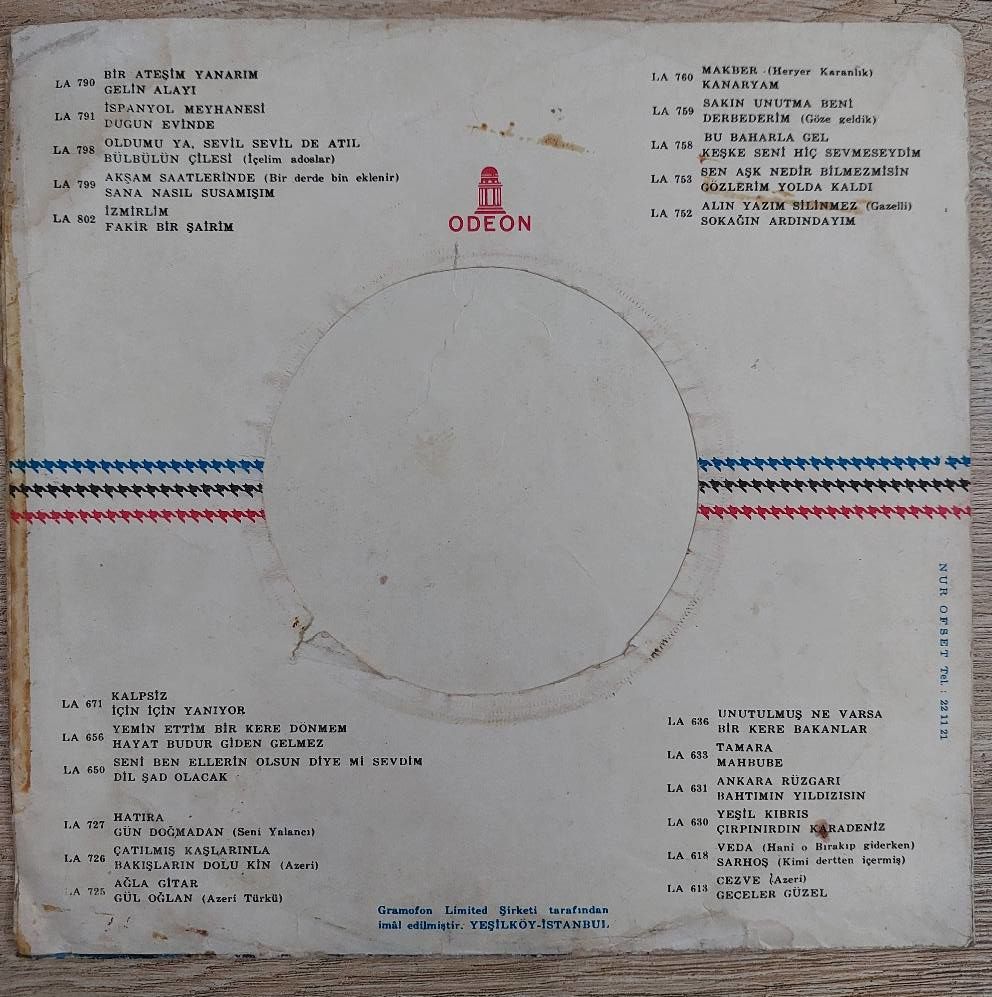 LA 790 BİR ATEŞİM YANARIM
GELİN ALAYI
LA 791 İSPANYOL MEYHANESİ
DUGUN EVİNDE
LA 798 OLDUMU YA, SEVİL SEVİL DE ATIL
BÜLBÜLÜN ÇİLESİ (İçelim adoslar)
LA 799 AKŞAM SAATLERİNDE (Bir derde bin eklenir)
SANA NASIL SUSAMIŞIM
LA 802 İZMİRLİM
FAKİR BİR ŞAİRİM
ODEON
LA 760 MAKBER (Heryer Karanlık)
KANARYAM
LA 759 SAKIN UNUTMA BENİ
DERBEDERİM (Göze geldik)
LA 758 BU BAHARLA GEL
KEŞKE SENİ HİÇ SEVMESEYDİM
LA 753 SEN AŞK NEDİR BİLMEZMİSİN
GÖZLERİM YOLDA KALDI
LA 752 ALIN YAZIM SİLİNMEZ (Gazelli)
SOKAĞIN ARDINDAYIM
NUR OFSET Tel. : 22 11 21
LA 671 KALPSİZ
İÇİN İÇİN YANIYOR
LA 656 YEMİN ETTİM BİR KERE DÖNMEM
HAYAT BUDUR GİDEN GELMEZ
LA 650 SENİ BEN ELLERİN OLSUN DİYE Mİ SEVDİM
DİL ŞAD OLACAK
LA 727 HATIRA
GÜN DOĞMADAN (Seni Yalancı)
LA 726 ÇATILMIŞ KAŞLARINLA
BAKIŞLARIN DOLU KİN (Azeri)
LA 725 AĞLA GİTAR
GÜL OĞLAN (Azeri Türkü)
LA 636 UNUTULMUŞ NE VARSA
BİR KERE BAKANLAR
LA 633 TAMARA
MAHBUBE
LA 631 ANKARA RÜZGARI
BAHTIMIN YILDIZISIN
LA 630 YEŞİL KIBRIS
ÇIRPINIRDIN KARADENİZ
LA 618 VEDA (Hani o Bırakıp giderken)
SARHOŞ (Kimi dertten içermiş)
LA 613 CEZVE (Azeri)
GECELER GÜZEL
Gramofon Limited Şirketi tarafından
imâl edilmiştir. YEŞİLKÖY-İSTANBUL